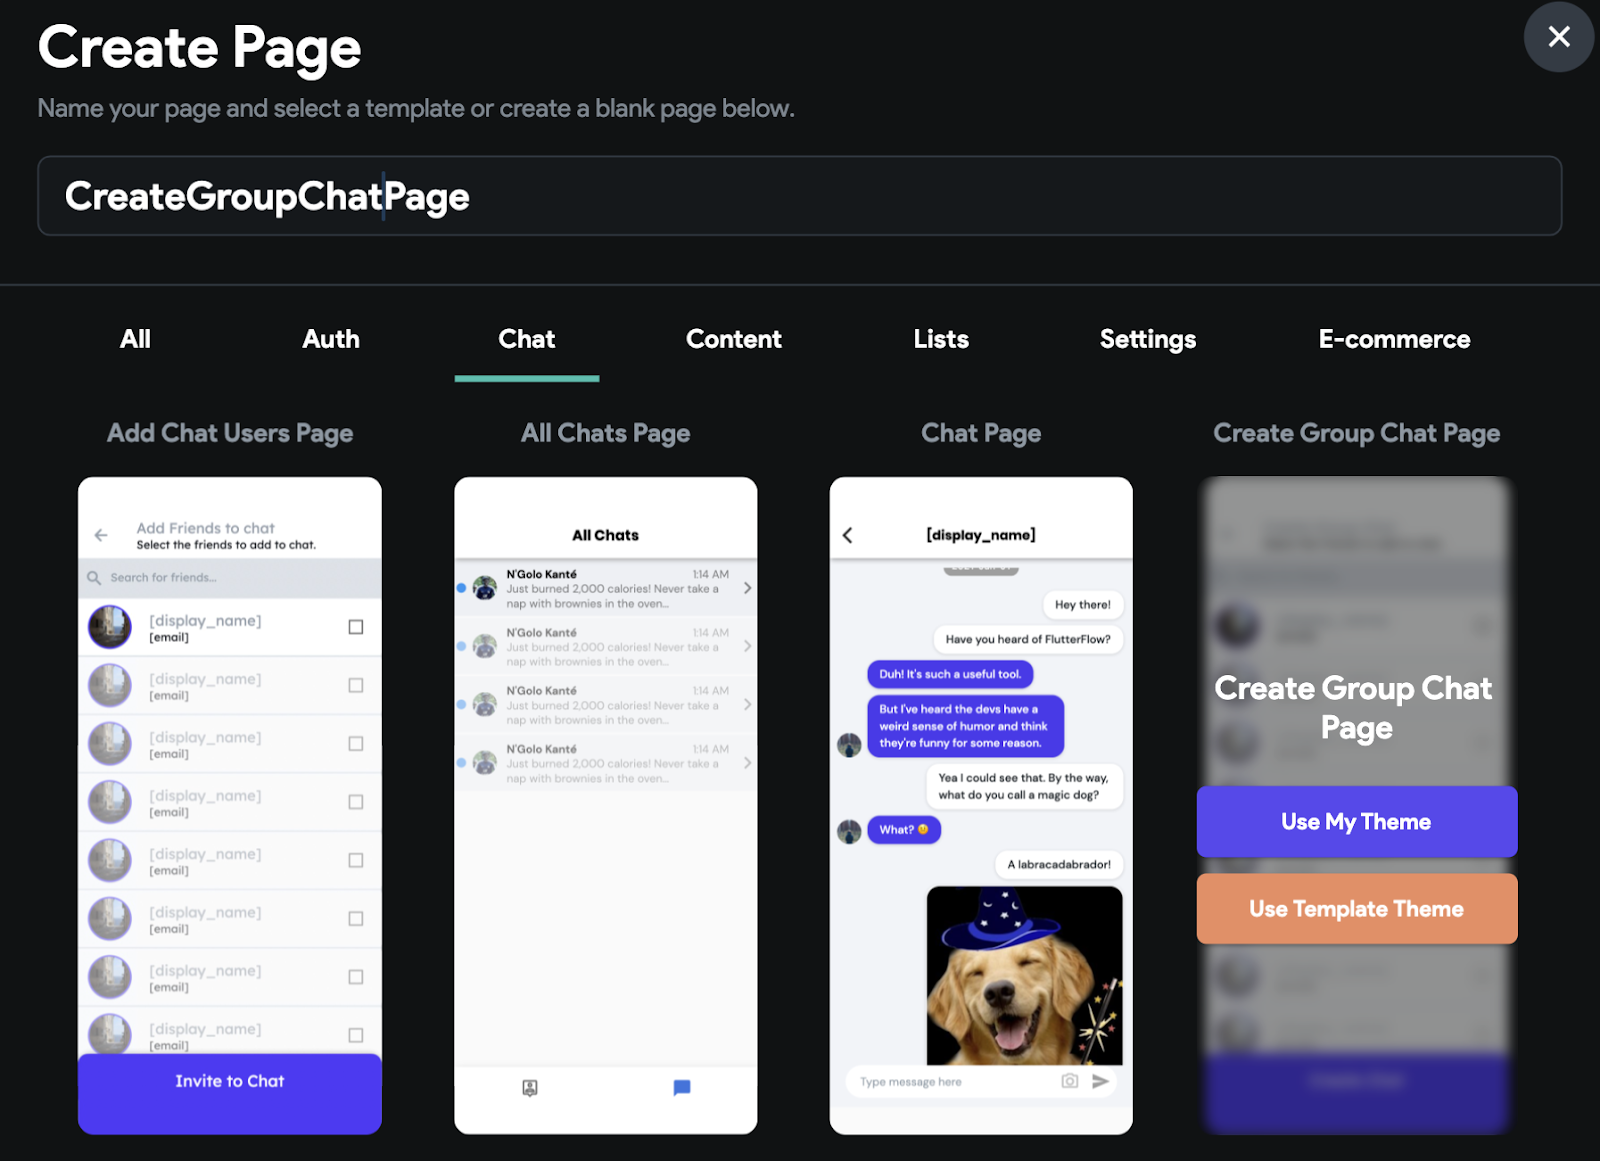 Create Page
Name your page and select a template or create a blank page below.
CreateGroupChatPage
All
Auth
Chat
Content
Lists
Settings
E-commerce
Add Chat Users Page
Add Friends to chat
Select the friends to add to chat.
Search for friends...
[display_name]
[email]
[display_name]
[email]
[display_name]
[email]
[display_name]
[email]
[display_name]
[email]
[display_name]
[email]
[display_name]
[email]
[display_name]
[email]
Invite to Chat
All Chats Page
All Chats
N'Golo Kanté
1:14 AM
Just burned 2,000 calories! Never take a
nap with brownies in the oven...
N'Golo Kanté
1:14 AM
Just burned 2,000 calories! Never take a
nap with brownies in the oven...
N'Golo Kanté
1:14 AM
Just burned 2,000 calories! Never take a
nap with brownies in the oven...
N'Golo Kanté
1:14 AM
Just burned 2,000 calories! Never take a
nap with brownies in the oven...
Chat Page
[display_name]
Hey there!
Have you heard of FlutterFlow?
Duh! It's such a useful tool.
But I've heard the devs have a
weird sense of humor and think
they're funny for some reason.
Yea I could see that. By the way,
what do you call a magic dog?
What? 
A labracadabrador!
Type message here
Create Group Chat Page
Create Group Chat
Page
Use My Theme
Use Template Theme